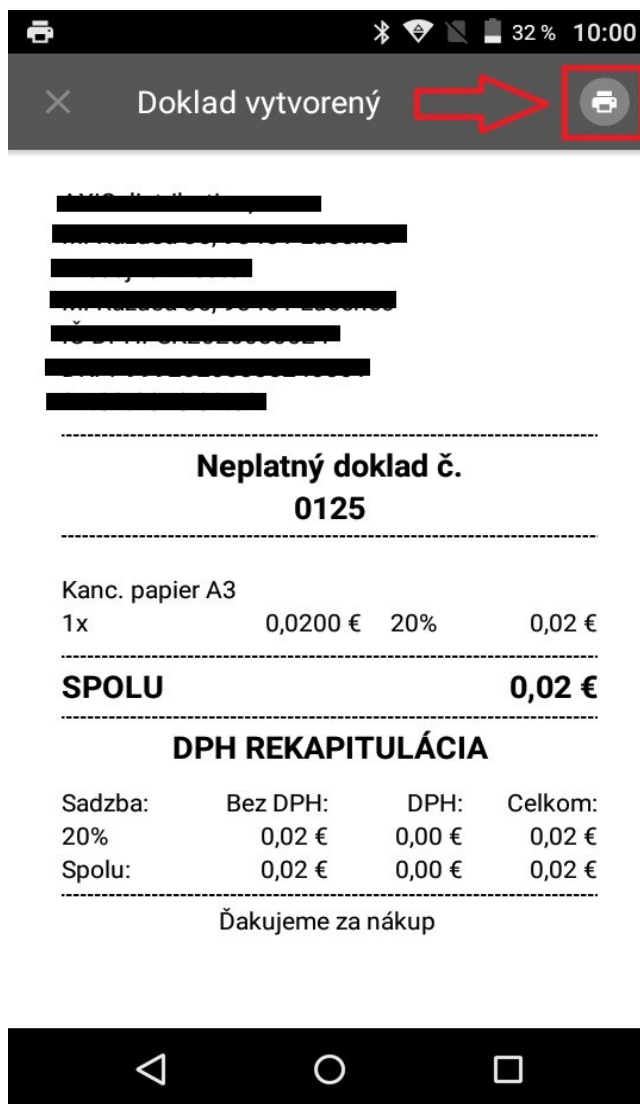 32 % 10:00
Doklad vytvorený
Neplatný doklad č.
0125
Kanc. papier A3
1x 0,0200 € 20% 0,02 €
SPOLU 0,02 €
DPH REKAPITULÁCIA
Sadzba: Bez DPH: DPH: Celkom:
20% 0,02 € 0,00 € 0,02 €
Spolu: 0,02 € 0,00 € 0,02 €
Ďakujeme za nákup